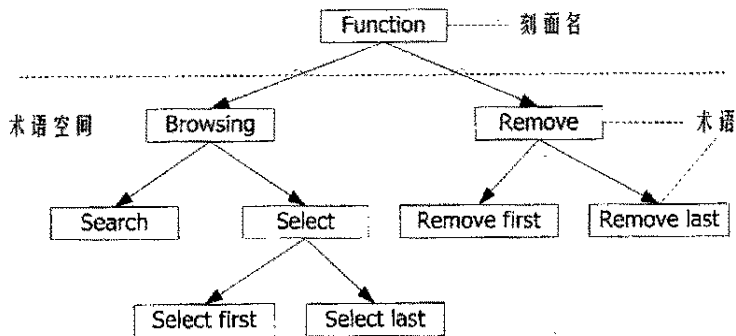 Function
刻面名
术语空间
Browsing
Remove
术语
Search
Select
Remove first
Remove last
Select first
Select last